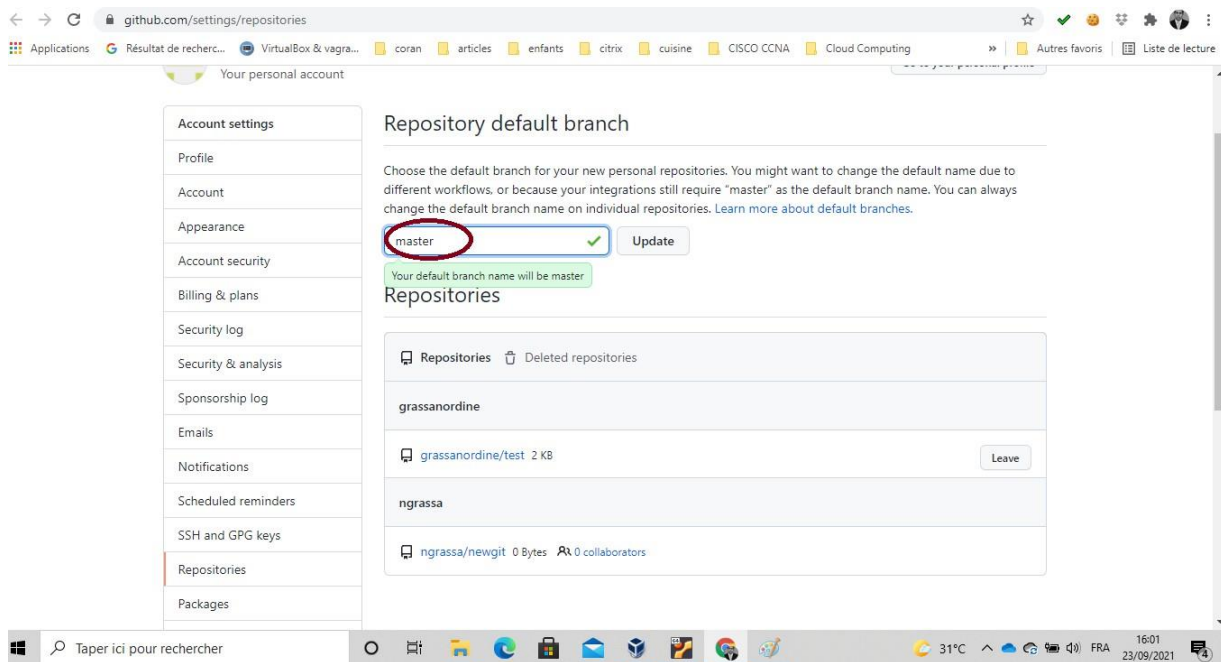 github.com/settings/repositories
Applications Résultat de recherc... VirtualBox & vagra... coran articles enfants citrix cuisine CISCO CCNA Cloud Computing » Autres favoris Liste de lecture
Your personal account
Go to your personal profile
Account settings
Profile
Account
Appearance
Account security
Billing & plans
Security log
Security & analysis
Sponsorship log
Emails
Notifications
Scheduled reminders
SSH and GPG keys
Repositories
Packages
Repository default branch
Choose the default branch for your new personal repositories. You might want to change the default name due to
different workflows, or because your integrations still require “master” as the default branch name. You can always
change the default branch name on individual repositories. Learn more about default branches.
master Update
Your default branch name will be master
Repositories
Repositories Deleted repositories
grassanordine
grassanordine/test 2 KB Leave
ngrassa
ngrassa/newgit 0 Bytes 0 collaborators
Taper ici pour rechercher 31°C FRA 16:01
23/09/2021 4